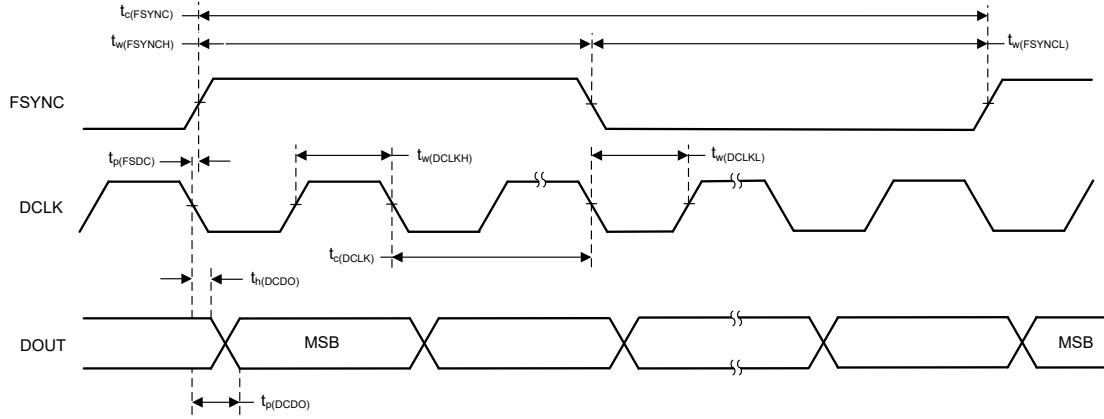 tc(FSYNC)
tw(FSYNCH)
tw(FSYNCL)
FSYNC
tp(FSDC)
tw(DCLKH)
tw(DCLKL)
DCLK
tc(DCLK)
th(DCDO)
DOUT
MSB
MSB
tp(DCDO)